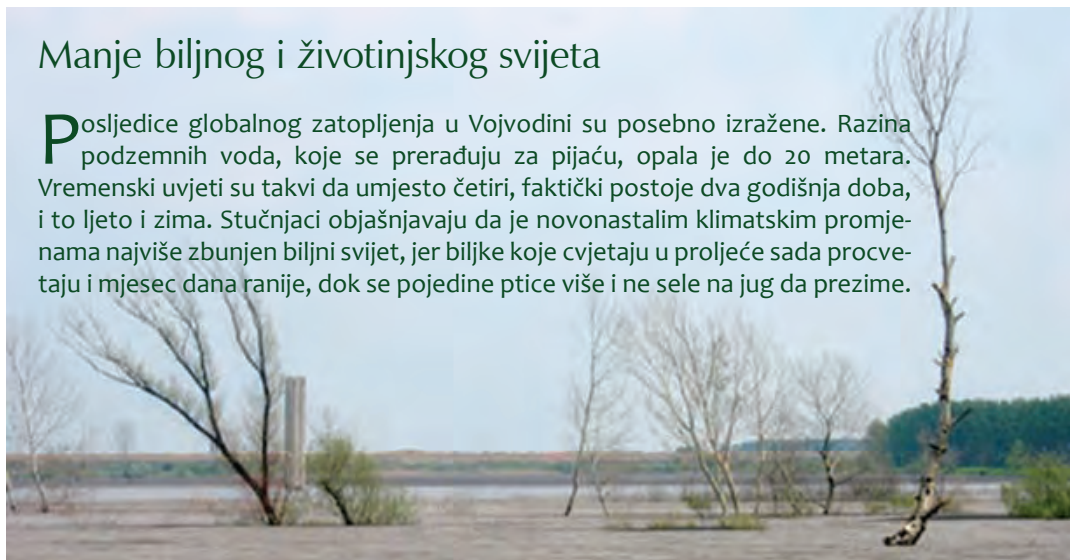 Manje biljnog i životinjskog svijeta
Posljedice globalnog zatopljenja u Vojvodini su posebno izražene. Razina
podzemnih voda, koje se prerađuju za pijaću, opala je do 20 metara.
Vremenski uvjeti su takvi da umjesto četiri, faktički postoje dva godišnja doba,
i to ljeto i zima. Stučnjaci objašnjavaju da je novonastalim klimatskim promje-
nama najviše zbunjen biljni svijet, jer biljke koje cvjetaju u proljeće sada procve-
taju i mjesec dana ranije, dok se pojedine ptice više i ne sele na jug da prezime.